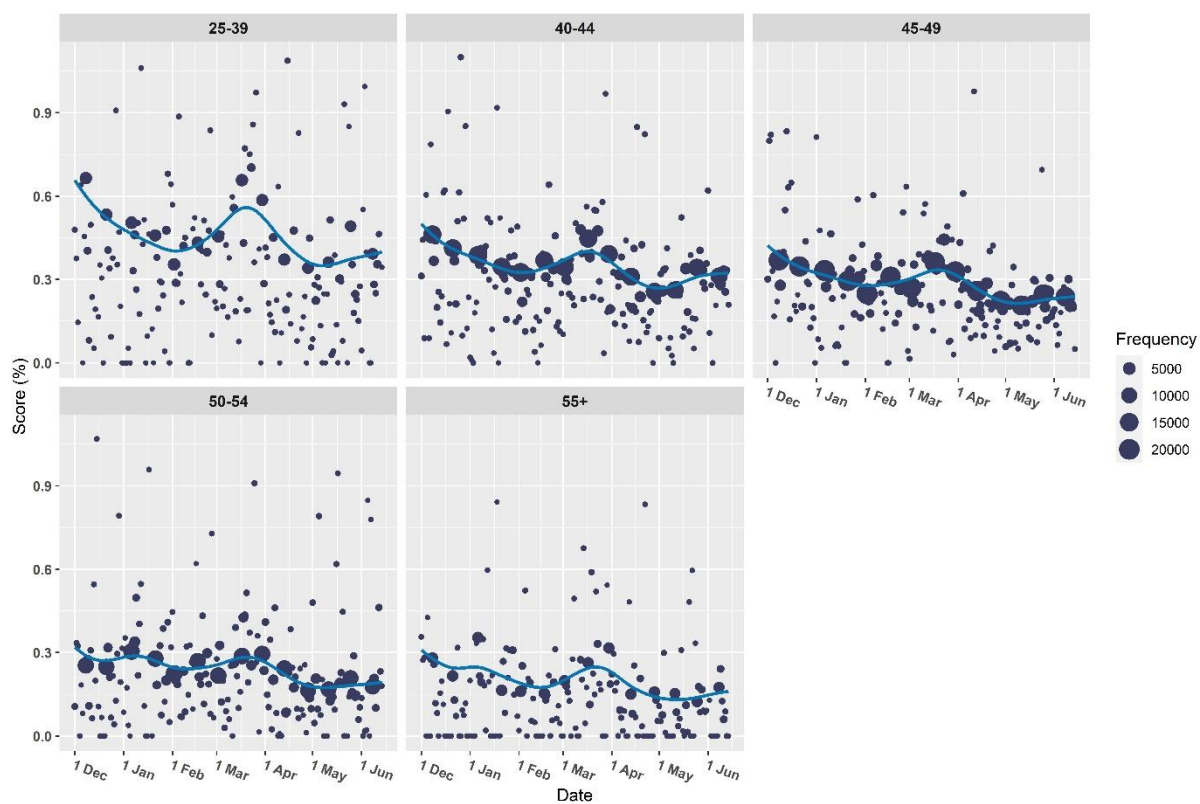 25-39 40-44 45-49
0.9
0.6
0.3
0.0
1 Dec 1 Jan 1 Feb 1 Mar 1 Apr 1 May 1 Jun
Frequency
5000
10000
15000
20000
Score (%)
50-54 55+
0.9
0.6
0.3
0.0
1 Dec 1 Jan 1 Feb 1 Mar 1 Apr 1 May 1 Jun 1 Dec 1 Jan 1 Feb 1 Mar 1 Apr 1 May 1 Jun
Date